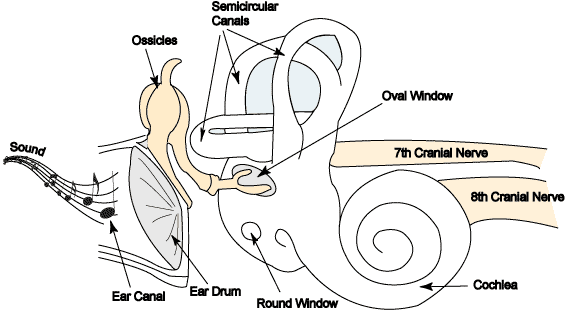 Semicircular
Canals
Ossicles
Oval Window
Sound
7th Cranial Nerve
8th Cranial Nerve
Ear Canal
Ear Drum
Round Window
Cochlea